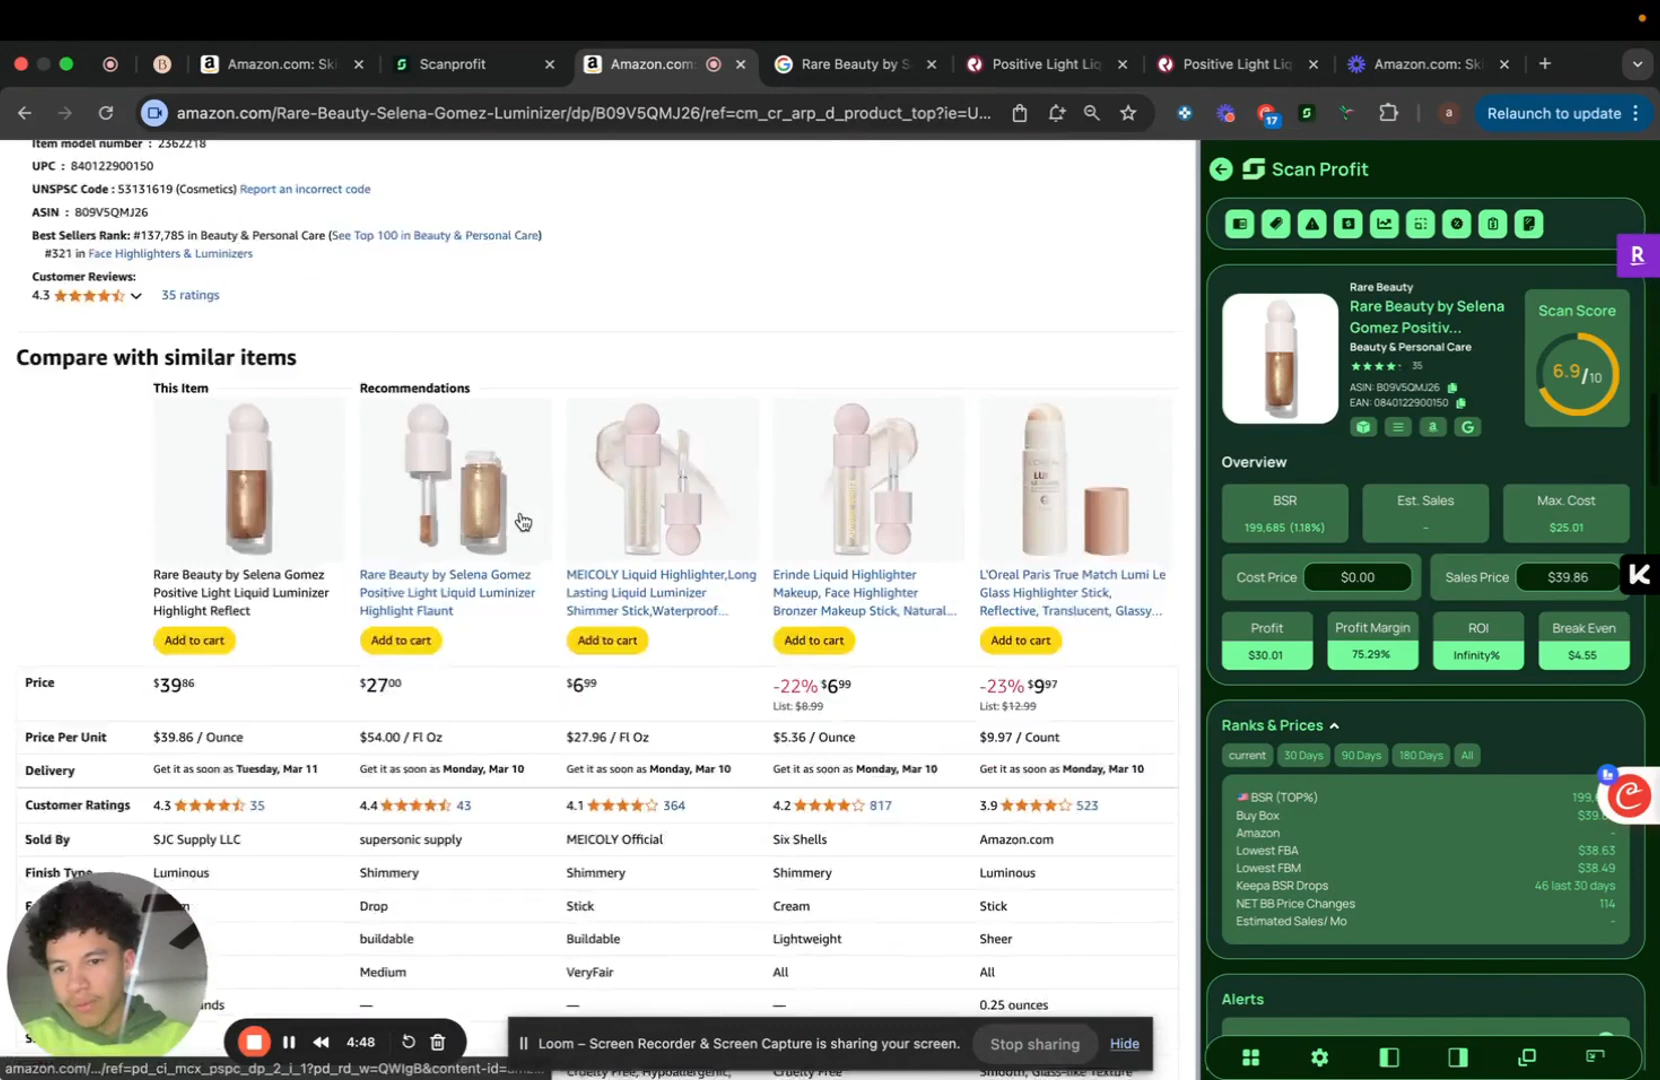 Amazon.com: Ski
Scanprofit
Amazon.com:
Rare Beauty by S
Positive Light Liq
Positive Light Liq
Amazon.com: Ski
amazon.com/Rare-Beauty-Selena-Gomez-Luminizer/dp/B09V5QMJ26/ref=cm_cr_arp_d_product_top?ie=U...
17
a
Relaunch to update
Item model number : 2362218
UPC : 840122900150
UNSPSC Code : 53131619 (Cosmetics) Report an incorrect code
ASIN : B09V5QMJ26
Best Sellers Rank: #137,785 in Beauty & Personal Care (See Top 100 in Beauty & Personal Care)
#321 in Face Highlighters & Luminizers
Customer Reviews:
4.3 35 ratings
Compare with similar items
This Item
Recommendations
Rare Beauty by Selena Gomez
Positive Light Liquid Luminizer
Highlight Reflect
Add to cart
Rare Beauty by Selena Gomez
Positive Light Liquid Luminizer
Highlight Flaunt
Add to cart
MEICOLY Liquid Highlighter,Long
Lasting Liquid Luminizer
Shimmer Stick,Waterproof...
Add to cart
Erinde Liquid Highlighter
Makeup, Face Highlighter
Bronzer Makeup Stick, Natural...
Add to cart
L'Oreal Paris True Match Lumi Le
Glass Highlighter Stick,
Reflective, Translucent, Glassy...
Add to cart
Price $39.86 $27.00 $6.99 -22% $6.99 -23% $9.97
List: $8.99 List: $12.99
Price Per Unit $39.86 / Ounce $54.00 / Fl Oz $27.96 / Fl Oz $5.36 / Ounce $9.97 / Count
Delivery Get it as soon as Tuesday, Mar 11 Get it as soon as Monday, Mar 10 Get it as soon as Monday, Mar 10 Get it as soon as Monday, Mar 10 Get it as soon as Monday, Mar 10
Customer Ratings 4.3 35 4.4 43 4.1 364 4.2 817 3.9 523
Sold By SJC Supply LLC supersonic supply MEICOLY Official Six Shells Amazon.com
Finish Type Luminous Shimmery Shimmery Shimmery Luminous
Drop Stick Cream Stick
buildable Buildable Lightweight Sheer
Medium VeryFair All All
— — — 0.25 ounces
4:48
Loom – Screen Recorder & Screen Capture is sharing your screen.
Stop sharing
Hide
Scan Profit
R
Rare Beauty
Rare Beauty by Selena
Gomez Positiv...
Beauty & Personal Care
35
ASIN: B09V5QMJ26
EAN: 0840122900150
Scan Score
6.9/10
Overview
BSR
199,685 (1.18%)
Est. Sales
-
Max. Cost
$25.01
Cost Price $0.00
Sales Price $39.86
Profit
$30.01
Profit Margin
75.29%
ROI
Infinity%
Break Even
$4.55
Ranks & Prices
current 30 Days 90 Days 180 Days All
BSR (TOP%) 199,
Buy Box
Amazon -
Lowest FBA $38.63
Lowest FBM $38.49
Keepa BSR Drops 46 last 30 days
NET BB Price Changes 114
Estimated Sales/ Mo -
Alerts